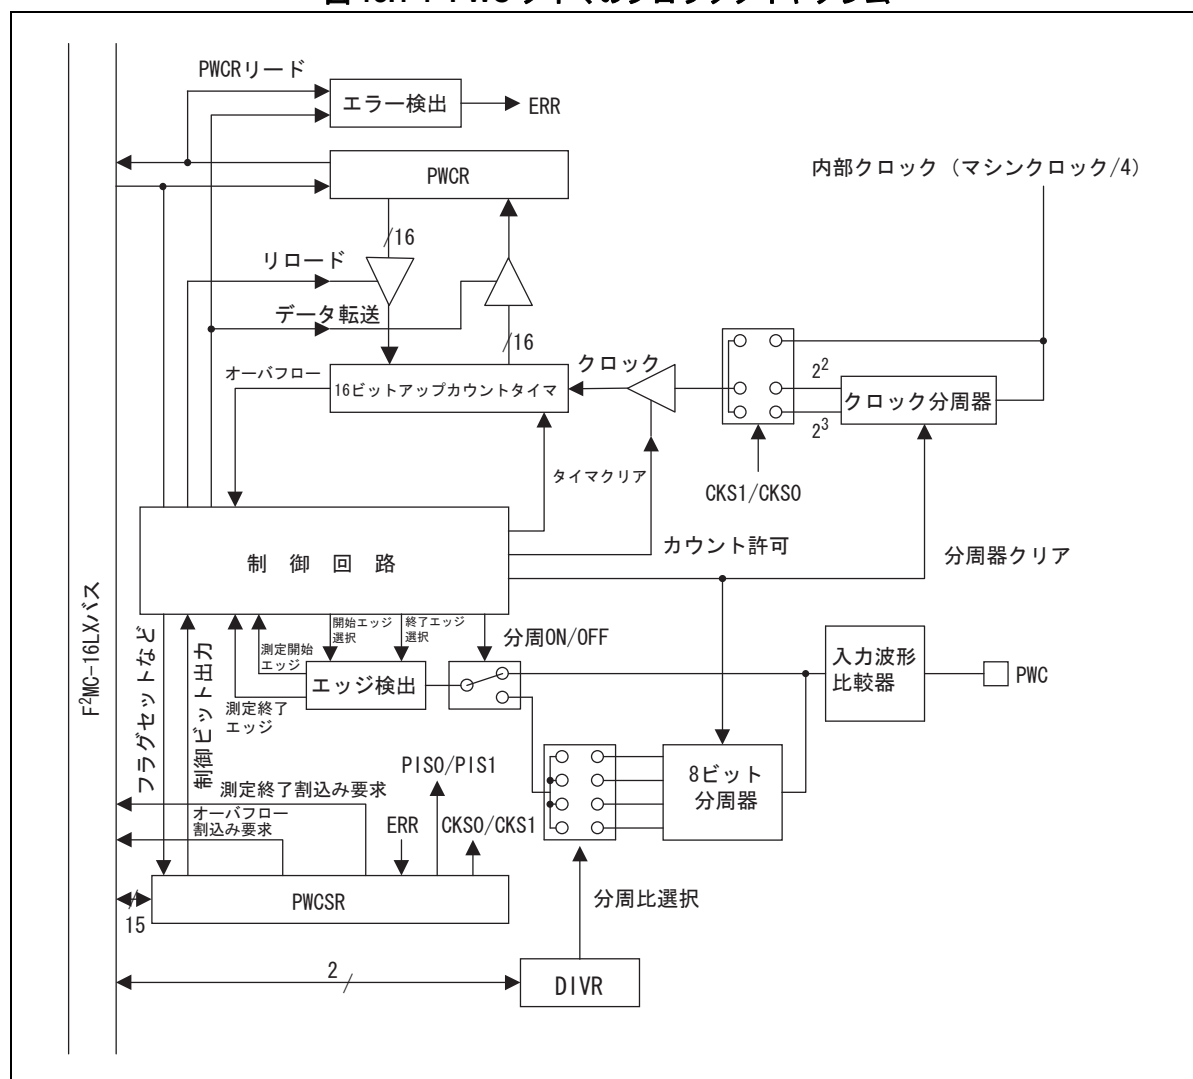 PWCRリード
エラー検出
ERR
PWCR
内部クロック（マシンクロック/4）
16
リロード
データ転送
16
クロック
オーバフロー
16ビットアップカウントタイマ
2²
クロック分周器
2³
タイマクリア
CKS1/CKS0
制 御 回 路
カウント許可
分周器クリア
F²MC-16LXバス
フラグセットなど
制御ビット出力
開始エッジ
選択
終了エッジ
選択
分周ON/OFF
測定開始
エッジ
エッジ検出
入力波形
比較器
PWC
測定終了
エッジ
PIS0/PIS1
8ビット
分周器
測定終了割込み要求
オーバフロー
割込み要求
ERR
CKS0/CKS1
PWCSR
分周比選択
15
2
DIVR